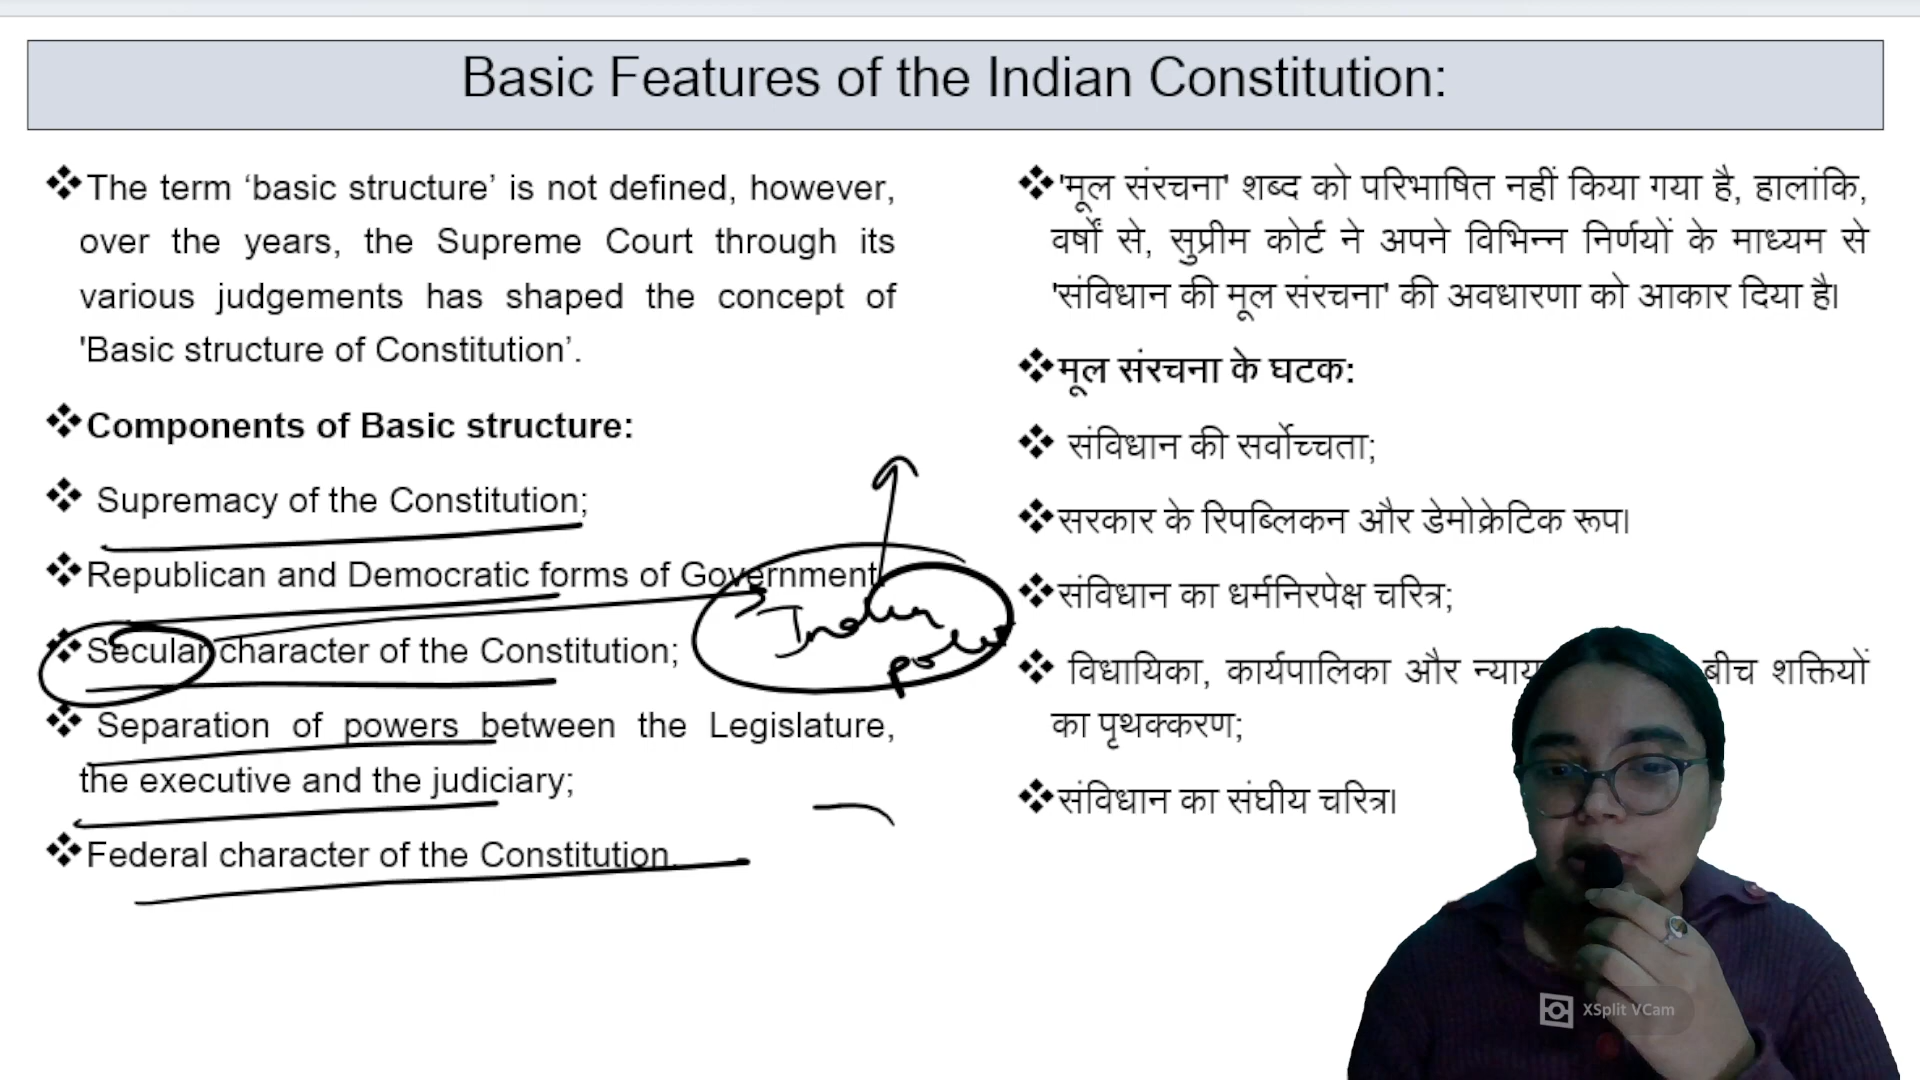 Basic Features of the Indian Constitution:
❖The term ‘basic structure’ is not defined, however,
over the years, the Supreme Court through its
various judgements has shaped the concept of
'Basic structure of Constitution’.
❖Components of Basic structure:
❖ Supremacy of the Constitution;
❖Republican and Democratic forms of Government
❖Secular character of the Constitution;
❖ Separation of powers between the Legislature,
the executive and the judiciary;
❖Federal character of the Constitution.
Indian
❖'मूल संरचना' शब्द को परिभाषित नहीं किया गया है, हालांकि,
वर्षों से, सुप्रीम कोर्ट ने अपने विभिन्न निर्णयों के माध्यम से
'संविधान की मूल संरचना' की अवधारणा को आकार दिया है।
❖मूल संरचना के घटक:
❖ संविधान की सर्वोच्चता;
❖सरकार के रिपब्लिकन और डेमोक्रेटिक रूप।
❖संविधान का धर्मनिरपेक्ष चरित्र;
❖ विधायिका, कार्यपालिका और बीच शक्तियों
का पृथक्करण;
❖संविधान का संघीय चरित्र।
XSplit VCam